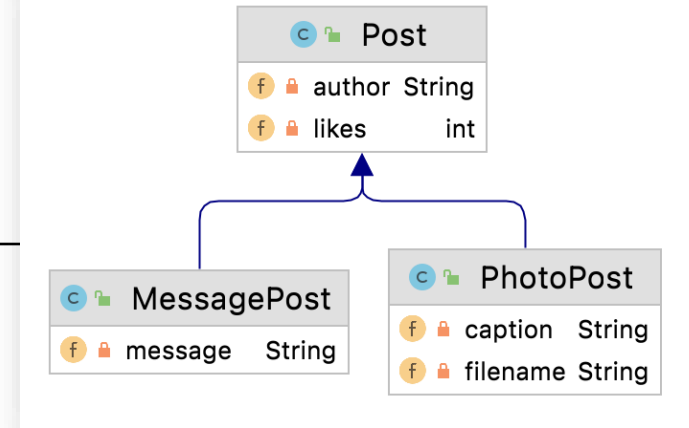 C Post
f author String
f likes int
C MessagePost
f message String
C PhotoPost
f caption String
f filename String